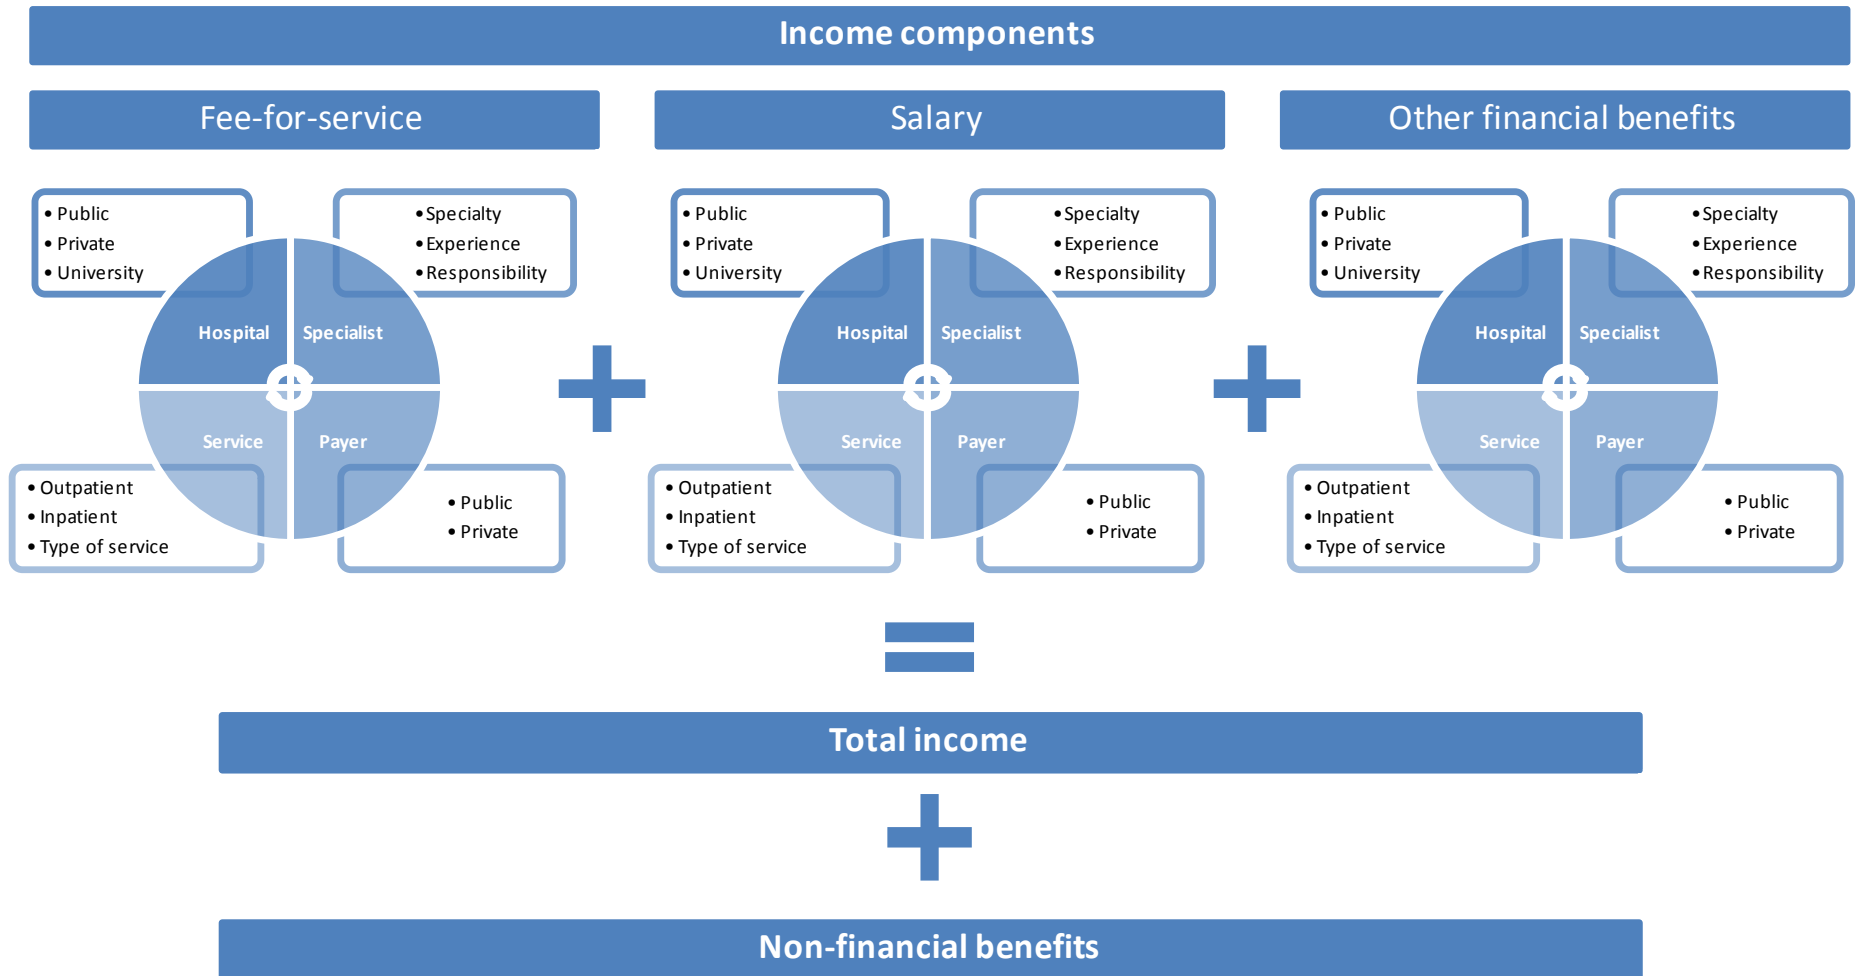 Income components
Fee-for-service
Salary
Other financial benefits
• Public
• Private
• University
• Specialty
• Experience
• Responsibility
Hospital
Specialist
Service
Payer
• Outpatient
• Inpatient
• Type of service
• Public
• Private
• Public
• Private
• University
• Specialty
• Experience
• Responsibility
Hospital
Specialist
Service
Payer
• Outpatient
• Inpatient
• Type of service
• Public
• Private
• Public
• Private
• University
• Specialty
• Experience
• Responsibility
Hospital
Specialist
Service
Payer
• Outpatient
• Inpatient
• Type of service
• Public
• Private
Total income
Non-financial benefits